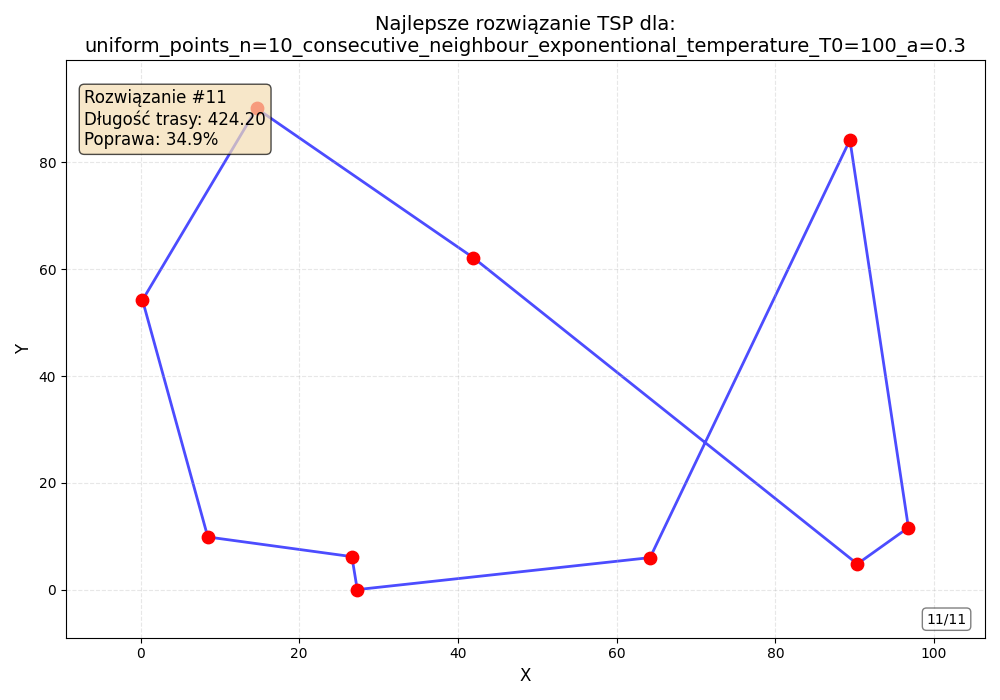 Najlepsze rozwiązanie TSP dla:
uniform_points_n=10_consecutive_neighbour_exponential_temperature_T0=100_a=0.3
Rozwiązanie #11
Długość trasy: 424.20
Poprawa: 34.9%
80
60
40
20
0
Y
11/11
0
20
40
60
80
100
X